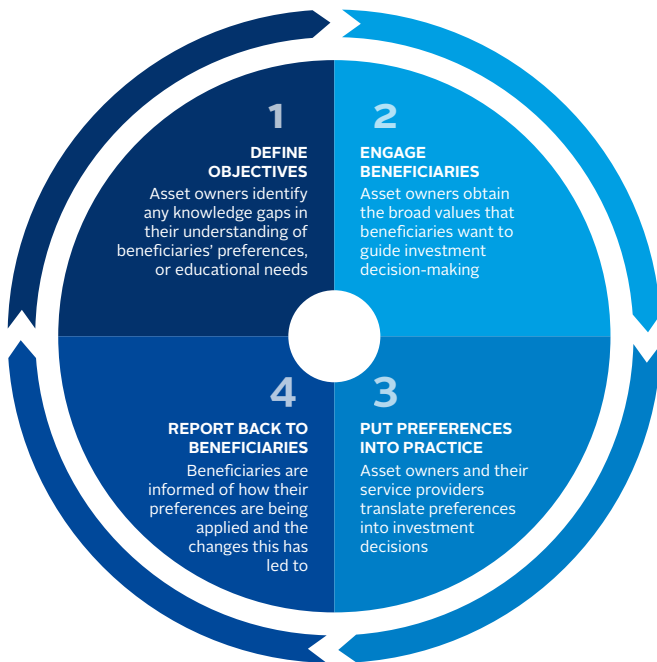 1
DEFINE
OBJECTIVES
Asset owners identify
any knowledge gaps in
their understanding of
beneficiaries' preferences,
or educational needs
2
ENGAGE
BENEFICIARIES
Asset owners obtain
the broad values that
beneficiaries want to
guide investment
decision-making
3
PUT PREFERENCES
INTO PRACTICE
Asset owners and their
service providers
translate preferences
into investment
decisions
4
REPORT BACK TO
BENEFICIARIES
Beneficiaries are
informed of how their
preferences are being
applied and the
changes this has
led to